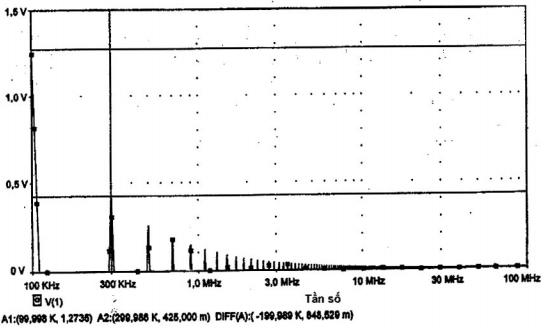 1,5 V
1,0 V
0,5 V
0 V
100 KHz 300 KHz 1,0 MHz 3,0 MHz 10 MHz 30 MHz 100 MHz
V(1) Tần số
A1:(99,998 K, 1,2735) A2:(299,986 K, 425,000 m) DIFF(A):( -199,989 K, 848,529 m)